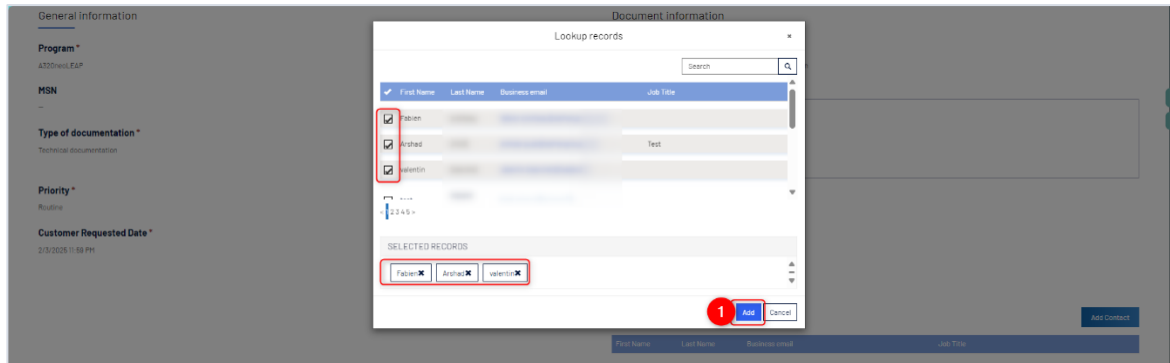 General information
Program *
A320neoLEAP
MSN
--
Type of documentation *
Technical documentation
Priority *
Routine
Customer Requested Date *
2/3/2025 11:59 PM
Document information
Lookup records ×
Search
First Name Last Name Business email Job Title
Fabien
Arshad Test
valentin
< 1 2 3 4 5 >
SELECTED RECORDS
Fabien✖ Arshad✖ valentin✖
1 Add Cancel
Add Contact
First Name Last Name Business email Job Title